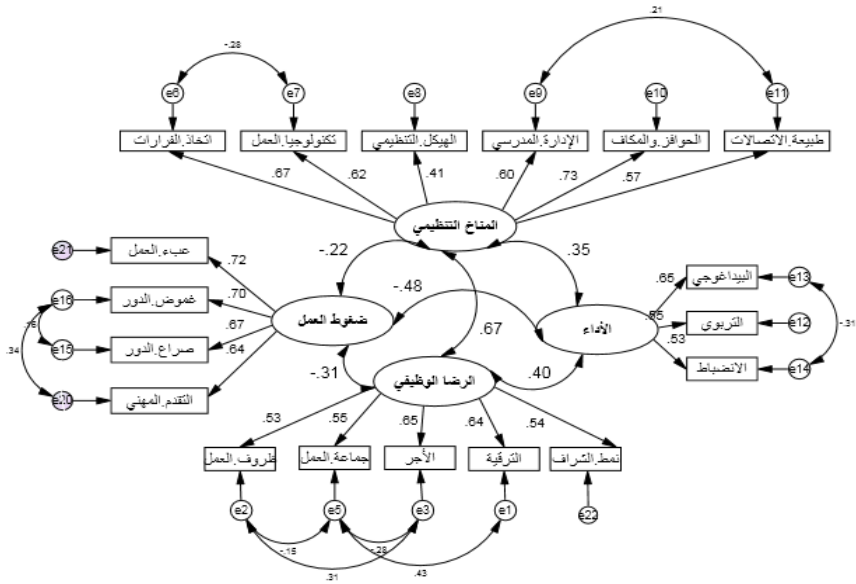 .21
-.28
e6
e7
e8
e9
e10
e11
اتخاذ.القرارات
تكنولوجيا.العمل
الهيكل.التنظيمي
الإدارة.المدرسي
الحوافز.والمكاف
طبيعة.الاتصالات
.67
.62
.41
.60
.73
.57
المناخ التنظيمي
-.22
.35
-.48
.67
e21
عبء.العمل
.72
e16
غموض.الدور
.70
e15
صراع.الدور
.67
.34
التقدم.المهني
.64
ضغوط العمل
الأداء
البيداغوجي
e13
.65
التربوي
e12
.55
الانضباط
e14
.53
-.31
-.31
.40
الرضا الوظيفي
.53
.55
.65
.64
.54
ظروف.العمل
جماعة.العمل
الأجر
الترقية
نمط.الشراف
e2
e5
e3
e1
e22
-.15
-.28
.31
.43